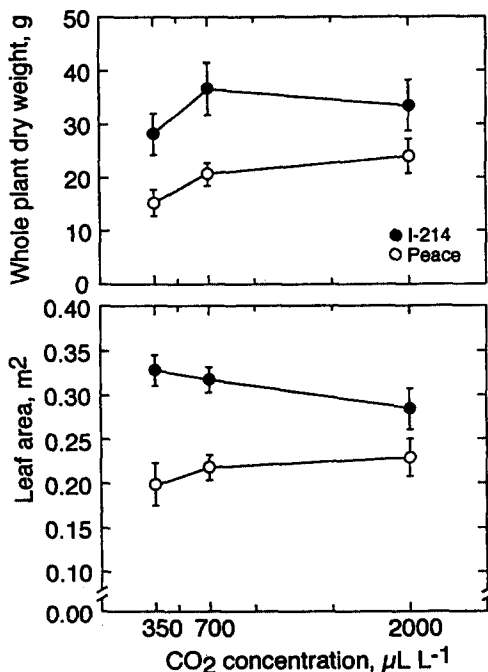 Whole plant dry weight, g
50
40
30
20
10
0
● I-214
○ Peace
Leaf area, m²
0.40
0.35
0.30
0.25
0.20
0.15
0.10
0.00
350 700 2000
CO₂ concentration, μL L⁻¹